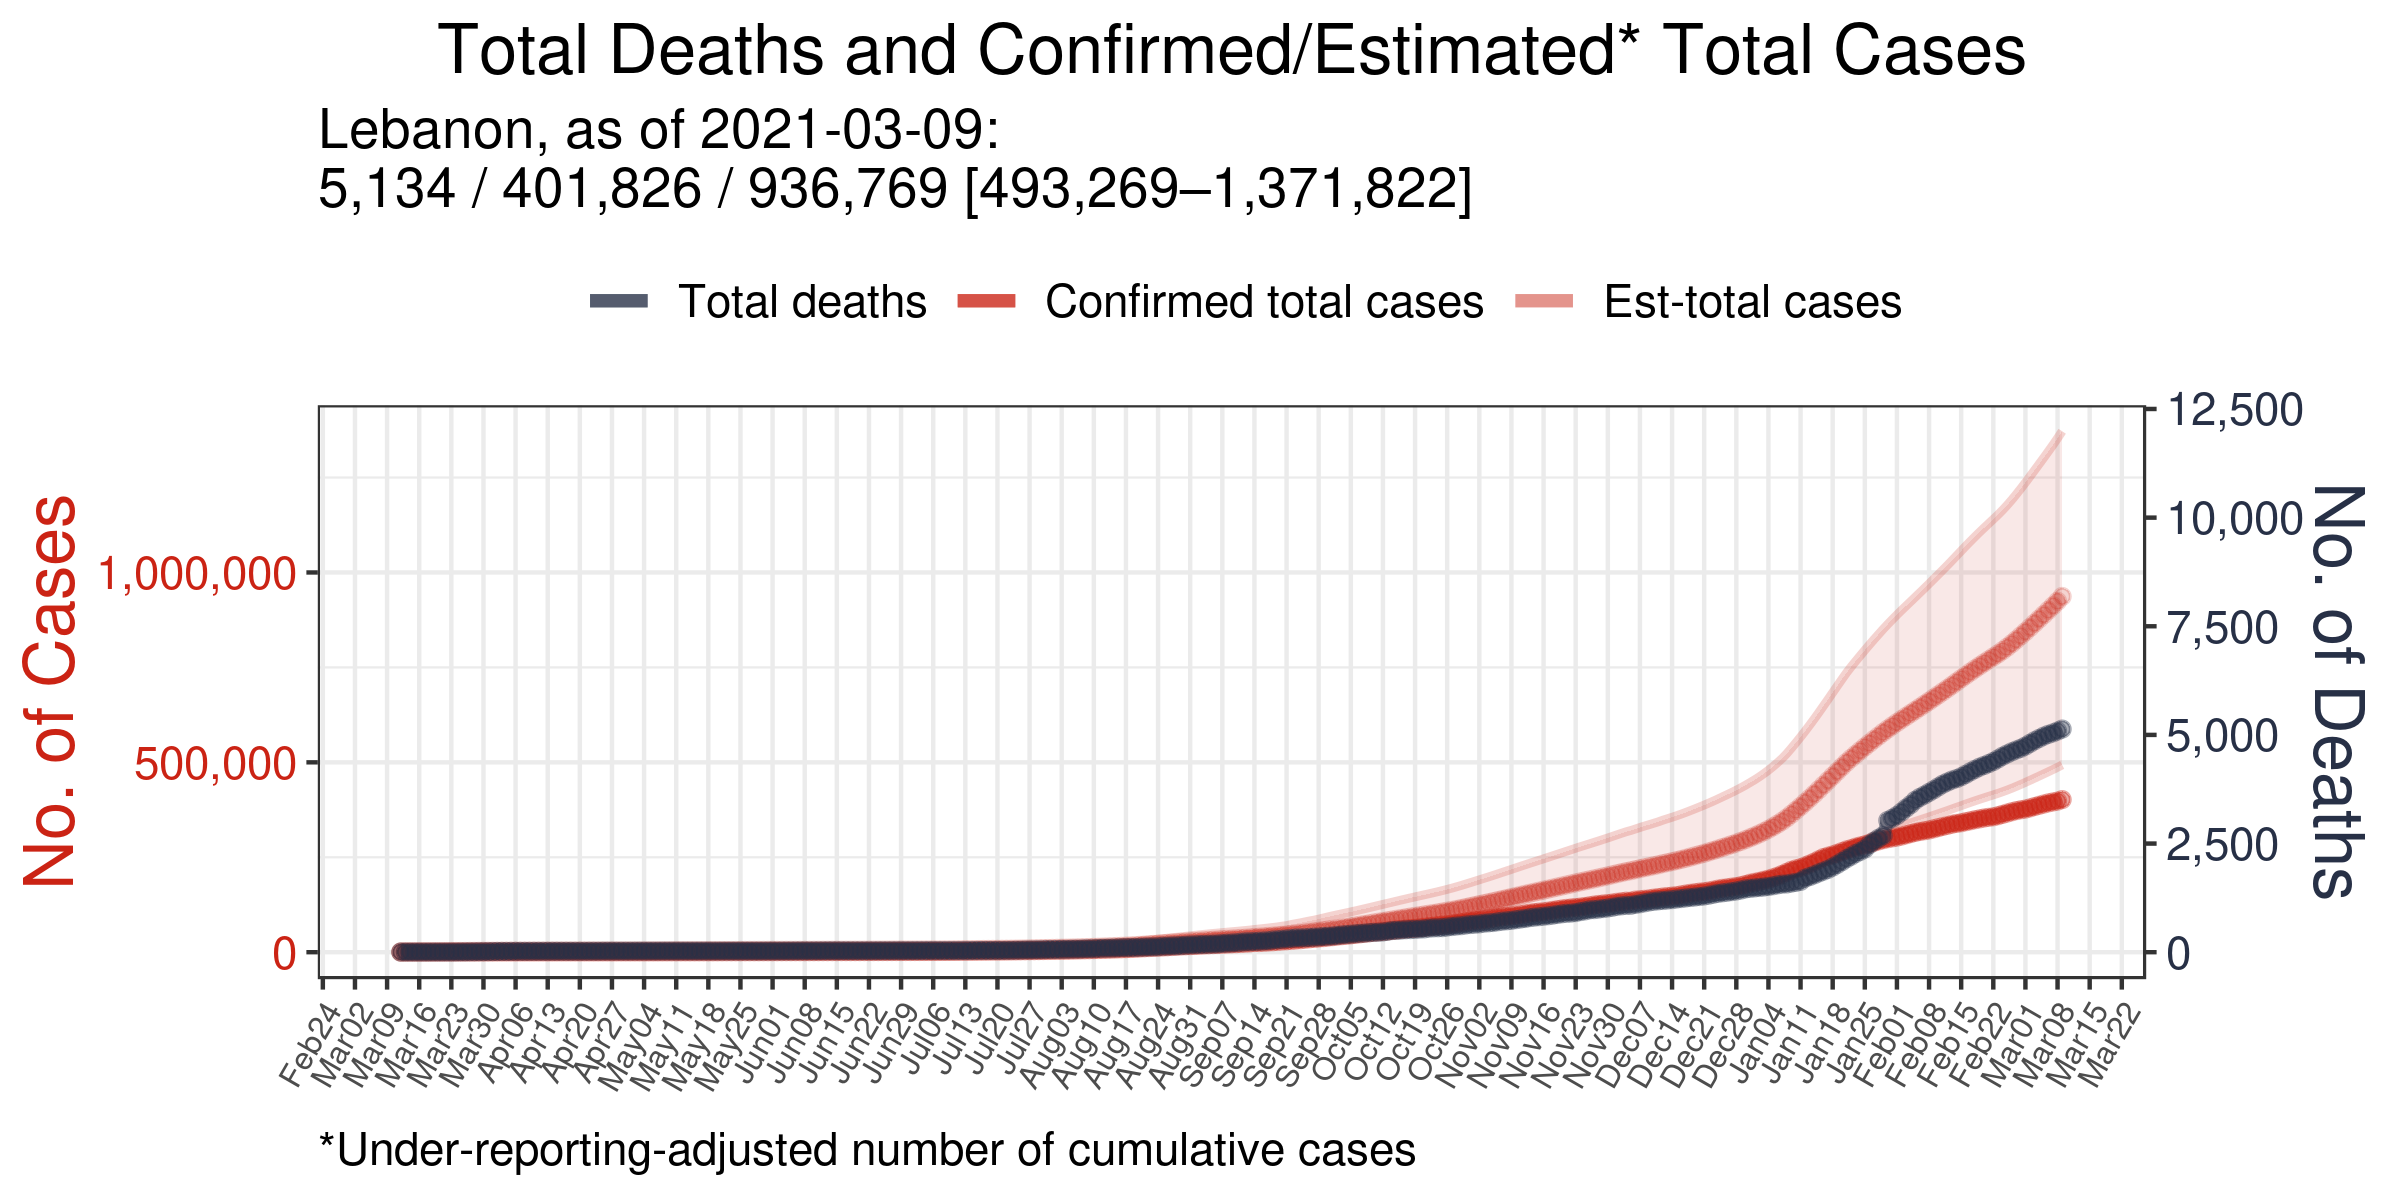 Total Deaths and Confirmed/Estimated* Total Cases
Lebanon, as of 2021-03-09:
5,134 / 401,826 / 936,769 [493,269–1,371,822]
Total deaths
Confirmed total cases
Est-total cases
No. of Cases
1,000,000
500,000
0
12,500
10,000
7,500
5,000
2,500
0
No. of Deaths
Feb24
Mar02
Mar09
Mar16
Mar23
Mar30
Apr06
Apr13
Apr20
Apr27
May04
May11
May18
May25
Jun01
Jun08
Jun15
Jun22
Jun29
Jul06
Jul13
Jul20
Jul27
Aug03
Aug10
Aug17
Aug24
Aug31
Sep07
Sep14
Sep21
Sep28
Oct05
Oct12
Oct19
Oct26
Nov02
Nov09
Nov16
Nov23
Nov30
Dec07
Dec14
Dec21
Dec28
Jan04
Jan11
Jan18
Jan25
Feb01
Feb08
Feb15
Feb22
Mar01
Mar08
Mar15
Mar22
*Under-reporting-adjusted number of cumulative cases